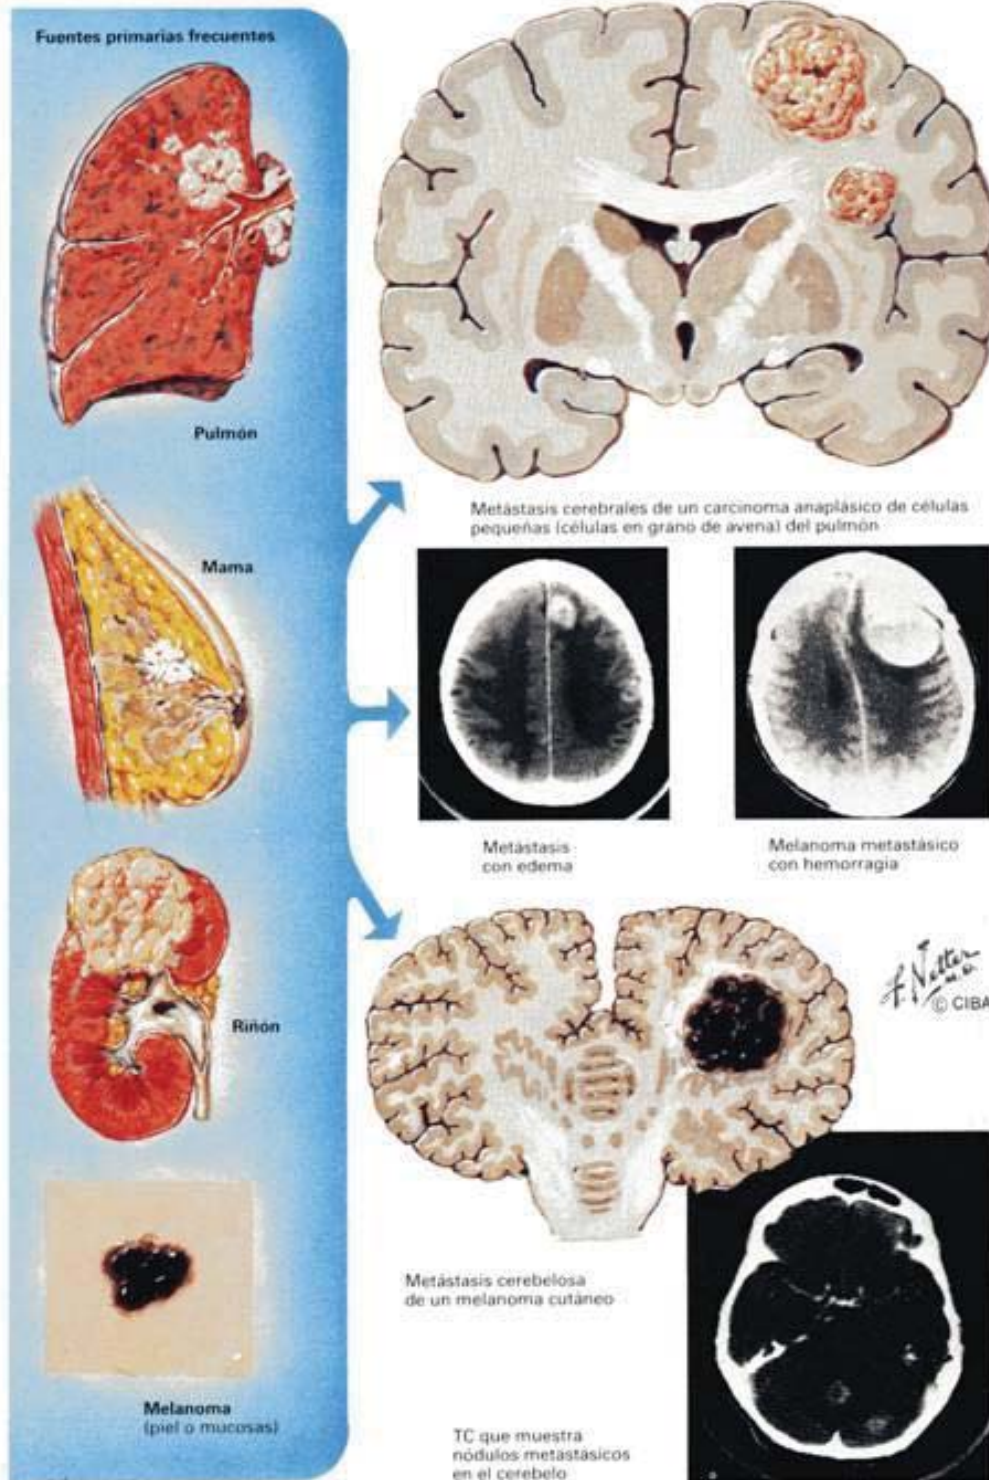 Fuentes primarias frecuentes
Pulmón
Mama
Riñón
Melanoma
(piel o mucosas)
Metástasis cerebrales de un carcinoma anaplásico de células
pequeñas (células en grano de avena) del pulmón
Metástasis
con edema
Melanoma metastásico
con hemorragia
F. Netter
M.D.
© CIBA
Metástasis cerebelosa
de un melanoma cutáneo
TC que muestra
nódulos metastásicos
en el cerebelo